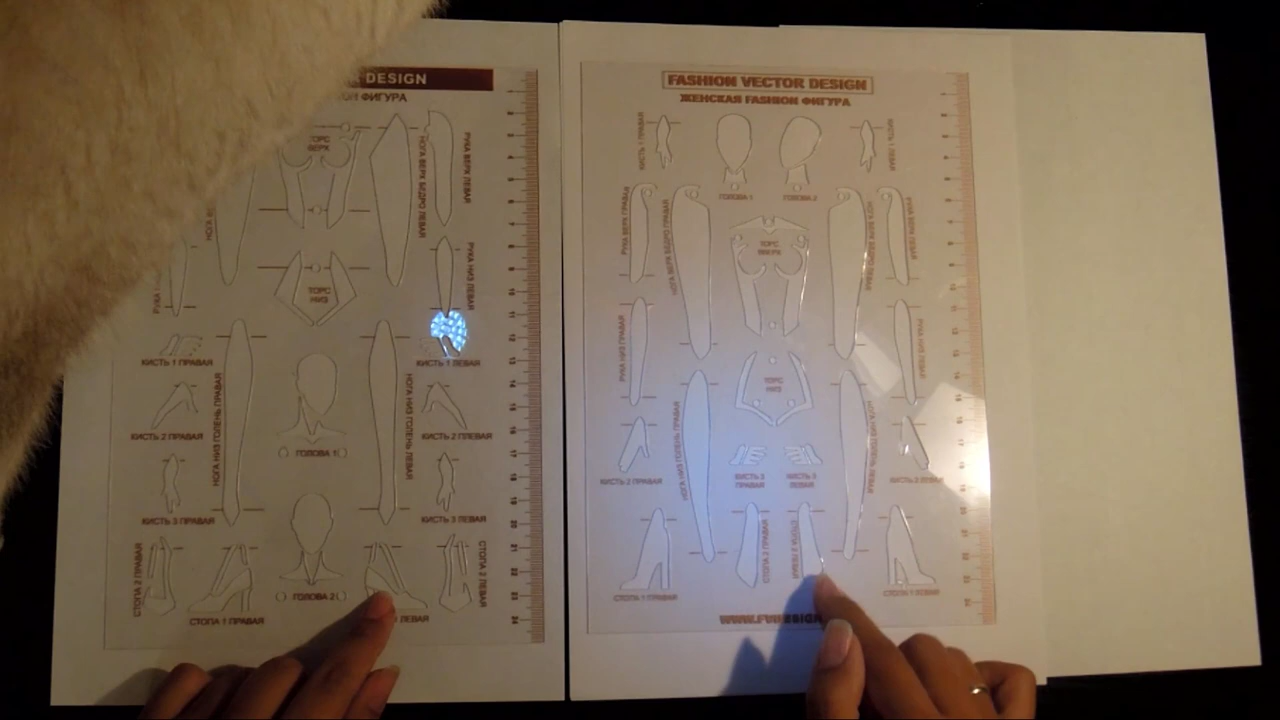 DESIGN
ФИГУРА
ТОРС
ВЕРХ
НОГА ВЕРХ БЕДРО ЛЕВАЯ
РУКА ВЕРХ ЛЕВАЯ
ТОРС
НИЗ
РУКА НИЗ ЛЕВАЯ
КИСТЬ 1 ПРАВАЯ
КИСТЬ 1 ЛЕВАЯ
НОГА НИЗ ГОЛЕНЬ ПРАВАЯ
НОГА НИЗ ГОЛЕНЬ ЛЕВАЯ
КИСТЬ 2 ПРАВАЯ
КИСТЬ 2 ПЛЕВАЯ
ГОЛОВА 1
КИСТЬ 3 ПРАВАЯ
КИСТЬ 3 ЛЕВАЯ
СТОПА 2 ПРАВАЯ
СТОПА 2 ЛЕВАЯ
ГОЛОВА 2
СТОПА 1 ПРАВАЯ
ЛЕВАЯ
FASHION VECTOR DESIGN
ЖЕНСКАЯ FASHION ФИГУРА
КИСТЬ 1 ПРАВАЯ
КИСТЬ 1 ЛЕВАЯ
ГОЛОВА 1
ГОЛОВА 2
РУКА ВЕРХ ПРАВАЯ
НОГА ВЕРХ БЕДРО ПРАВАЯ
ТОРС
ВВЕРХ
НОГА ВЕРХ БЕДРО ЛЕВАЯ
РУКА ВЕРХ ЛЕВАЯ
РУКА НИЗ ПРАВАЯ
РУКА НИЗ ЛЕВАЯ
ТОРС
НИЗ
НОГА НИЗ ГОЛЕНЬ ПРАВАЯ
НОГА НИЗ ГОЛЕНЬ ЛЕВАЯ
КИСТЬ 2 ПРАВАЯ
КИСТЬ 3
ПРАВАЯ
КИСТЬ 3
ЛЕВАЯ
КИСТЬ 2 ЛЕВАЯ
СТОПА 2 ПРАВАЯ
СТОПА 2 ЛЕВАЯ
СТОПА 1 ПРАВАЯ
СТОПА 1 ЛЕВАЯ